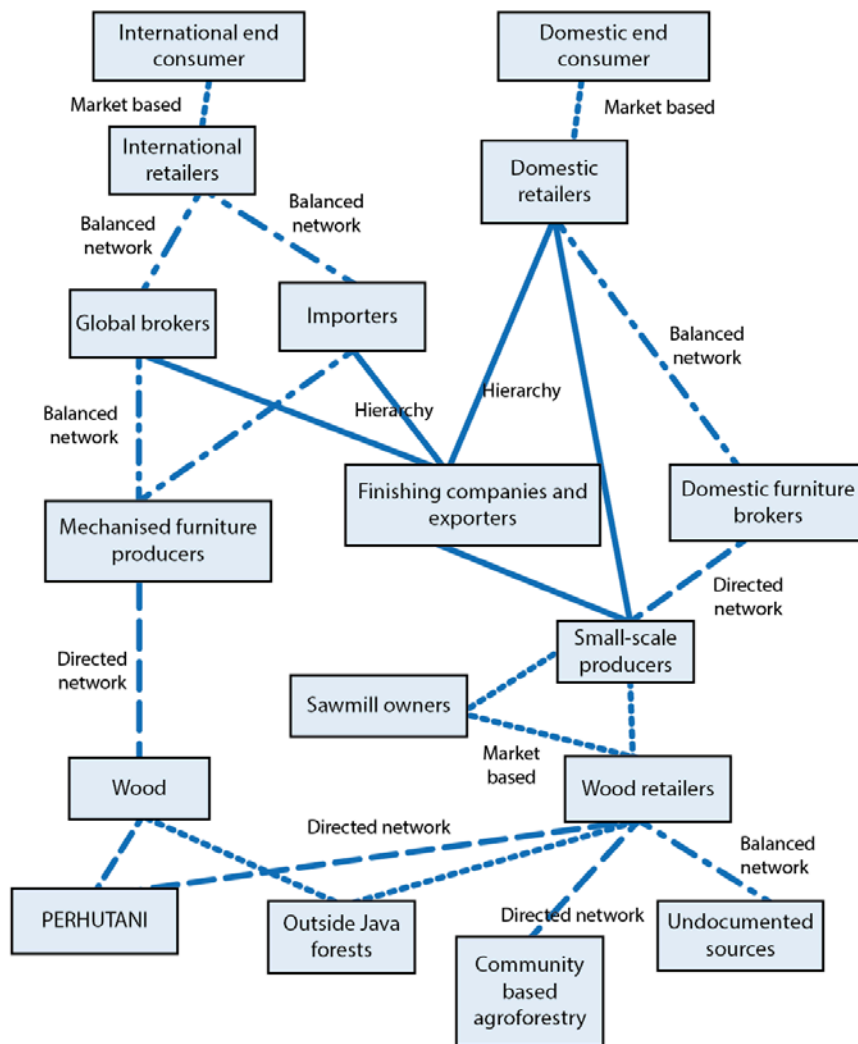 International end
consumer
Domestic end
consumer
Market based
Market based
International
retailers
Domestic
retailers
Balanced
network
Balanced
network
Global brokers
Importers
Balanced
network
Balanced
network
Hierarchy
Hierarchy
Finishing companies and
exporters
Domestic furniture
brokers
Mechanised furniture
producers
Directed
network
Small-scale
producers
Directed
network
Sawmill owners
Market
based
Wood
Wood retailers
Directed network
Balanced
network
PERHUTANI
Outside Java
forests
Directed network
Undocumented
sources
Community
based
agroforestry